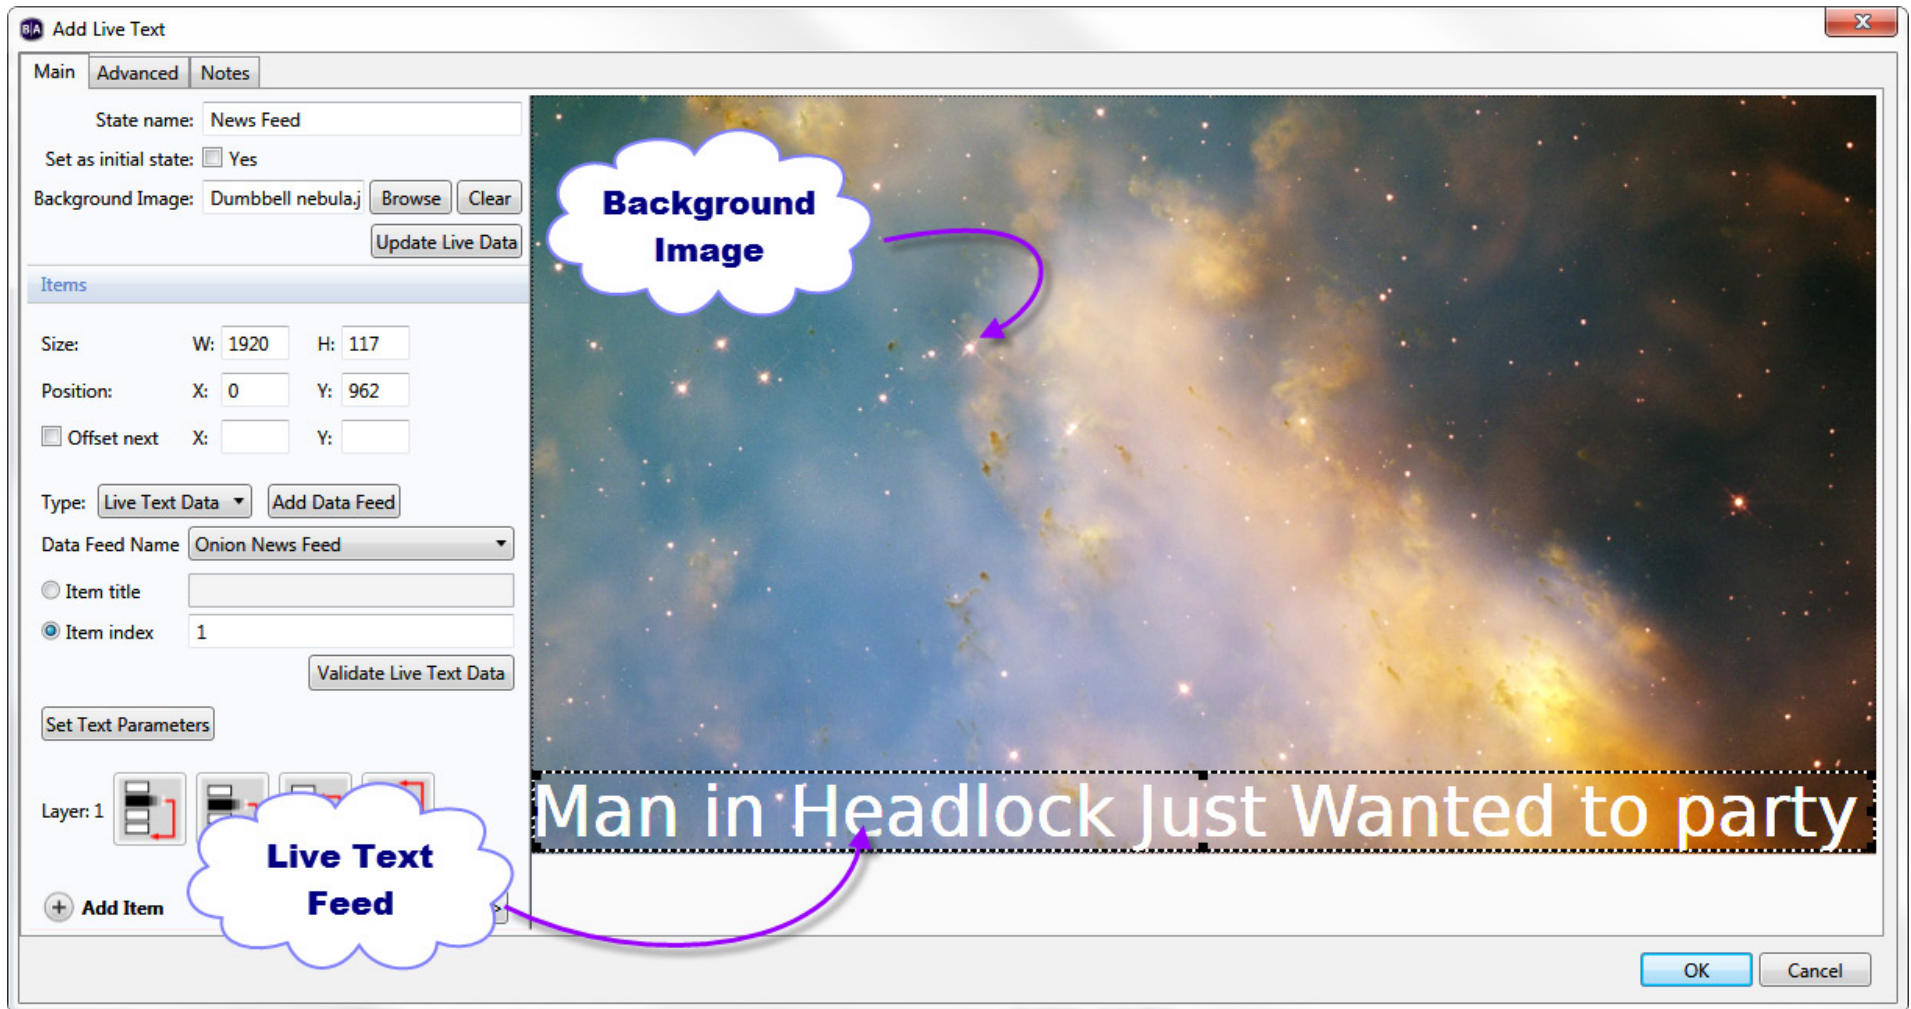 B|A Add Live Text
Main Advanced Notes
State name: News Feed
Set as initial state: Yes
Background Image: Dumbbell nebula.j Browse Clear
Update Live Data
Items
Size: W: 1920 H: 117
Position: X: 0 Y: 962
Offset next X: Y:
Type: Live Text Data Add Data Feed
Data Feed Name Onion News Feed
Item title
Item index 1
Validate Live Text Data
Set Text Parameters
Layer: 1
Add Item >
Background
Image
Live Text
Feed
Man in Headlock Just Wanted to party
OK Cancel